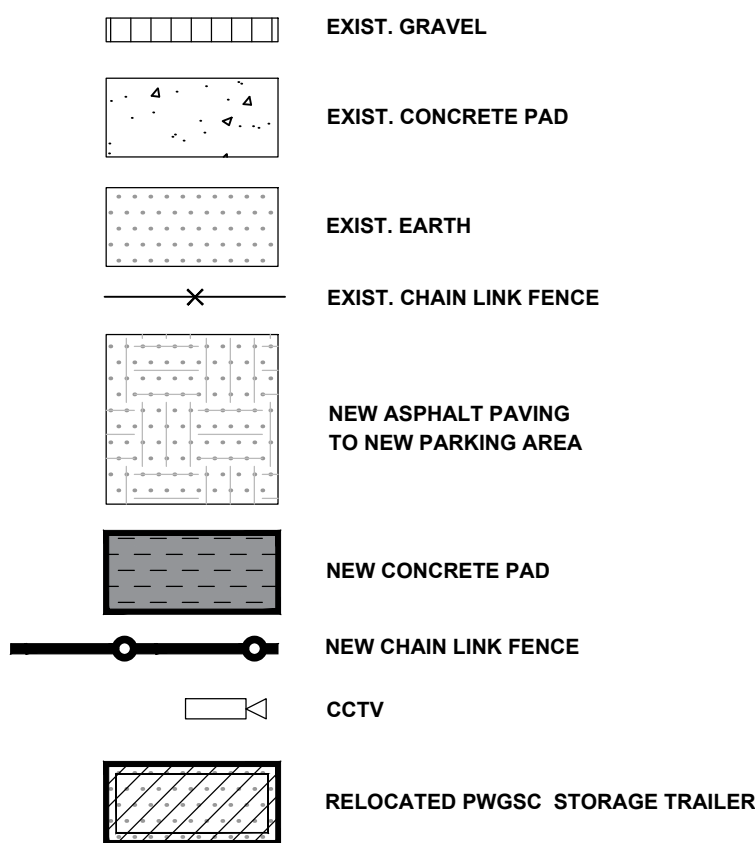 EXIST. GRAVEL
EXIST. CONCRETE PAD
EXIST. EARTH
EXIST. CHAIN LINK FENCE
NEW ASPHALT PAVING
TO NEW PARKING AREA
NEW CONCRETE PAD
NEW CHAIN LINK FENCE
CCTV
RELOCATED PWGSC STORAGE TRAILER